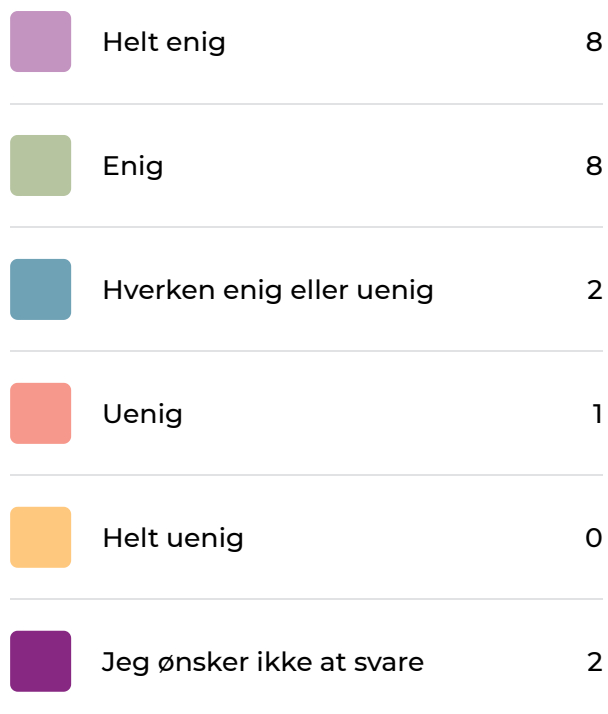 Helt enig 8
Enig 8
Hverken enig eller uenig 2
Uenig 1
Helt uenig 0
Jeg ønsker ikke at svare 2